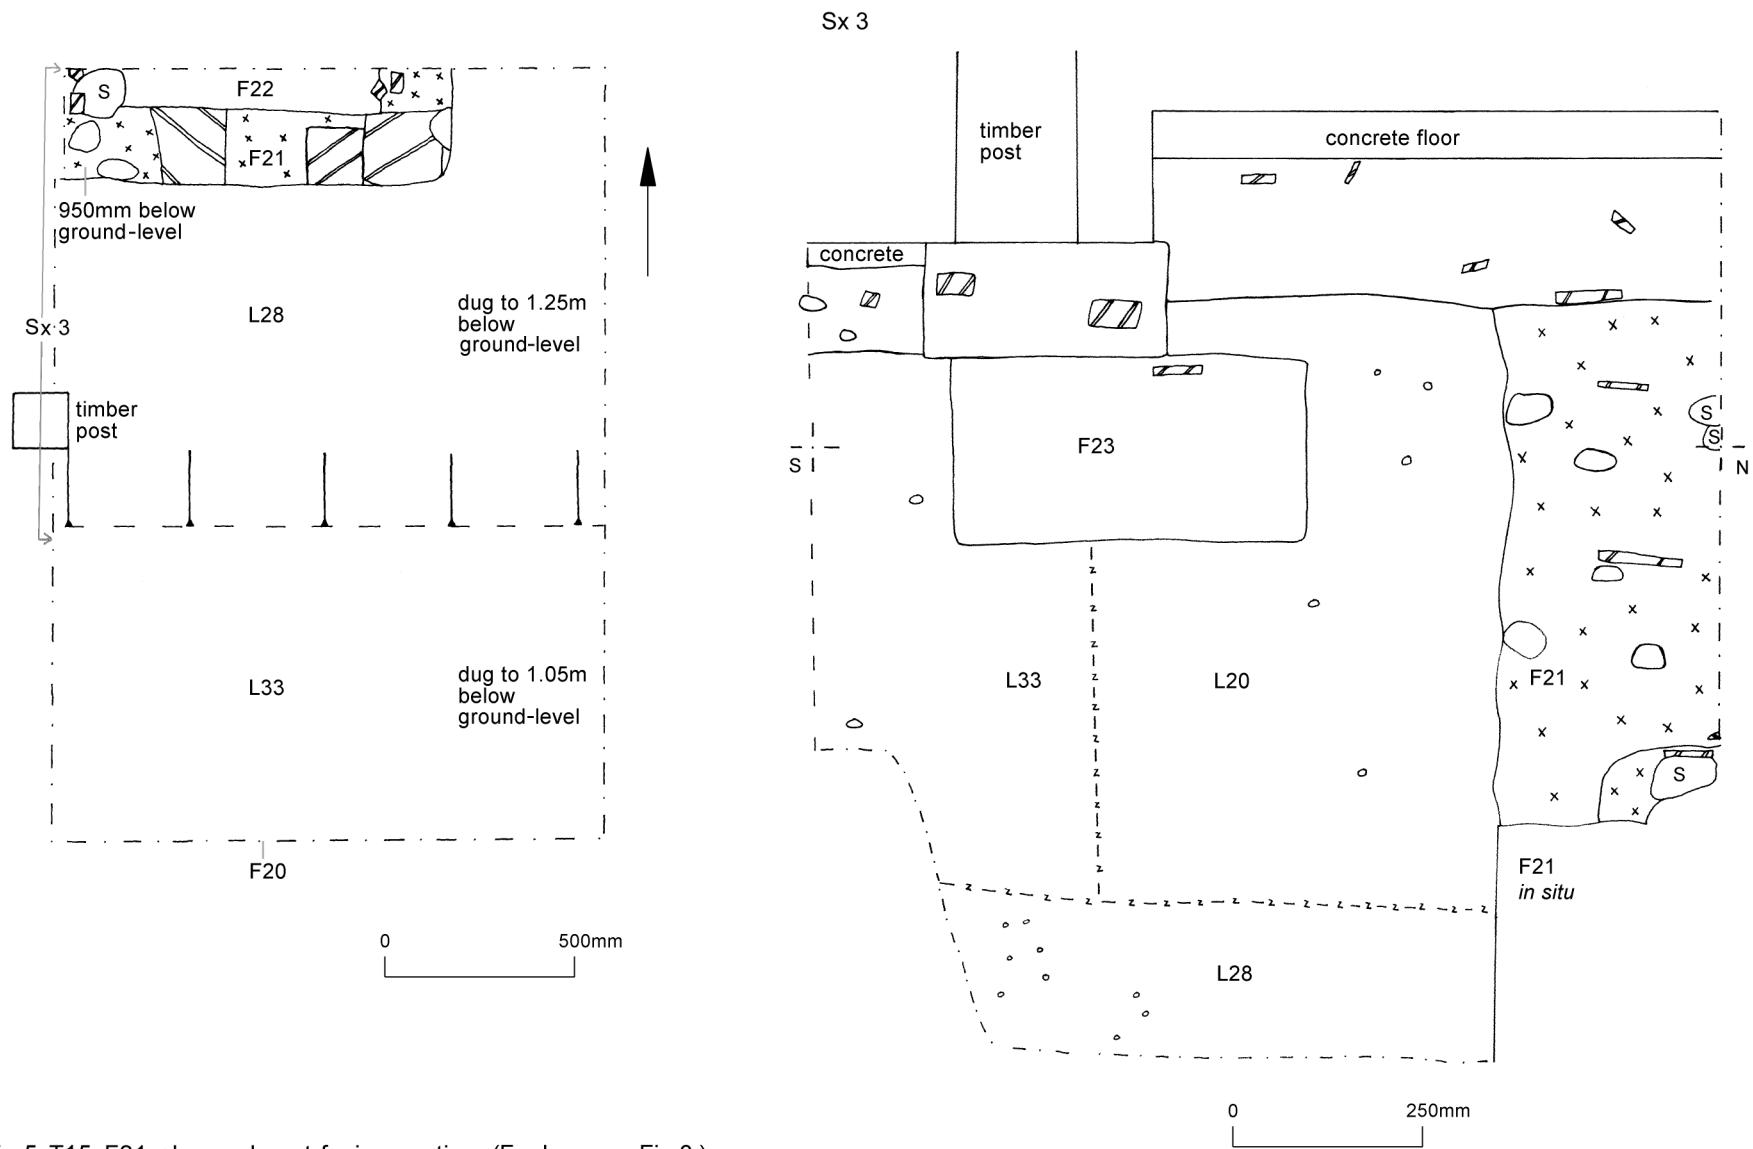 S
F22
F21
950mm below
ground-level
L28
dug to 1.25m
below
ground-level
Sx 3
timber
post
L33
dug to 1.05m
below
ground-level
F20
0 500mm
Sx 3
timber
post
concrete floor
concrete
F23
S
S
S
N
L33
L20
F21
S
F21
in situ
L28
0 250mm